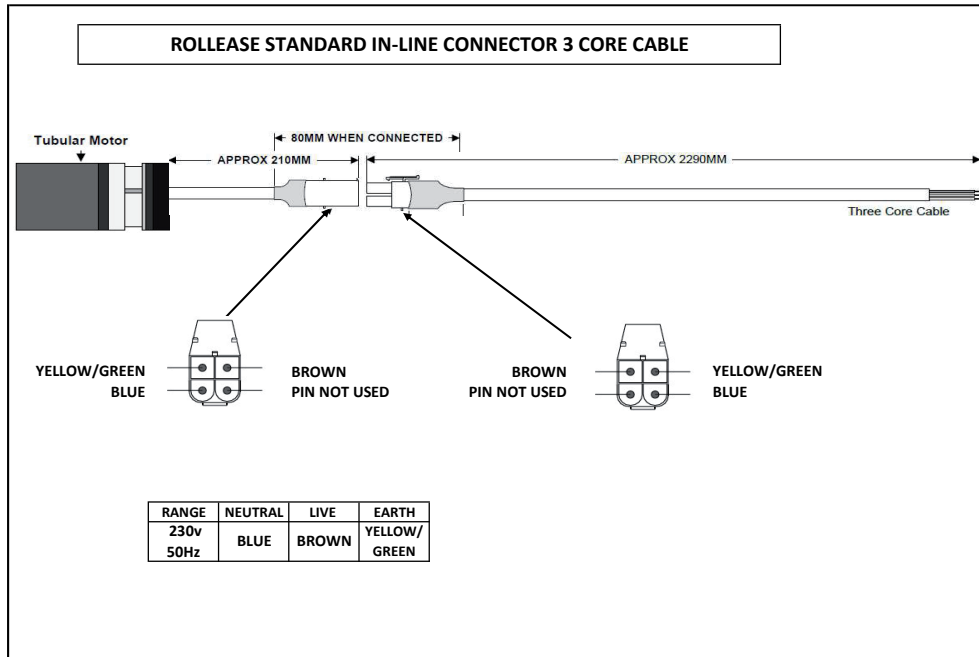 ROLLEASE STANDARD IN-LINE CONNECTOR 3 CORE CABLE
80MM WHEN CONNECTED
Tubular Motor
APPROX 210MM
APPROX 2290MM
Three Core Cable
YELLOW/GREEN
BROWN
BLUE
PIN NOT USED
BROWN
YELLOW/GREEN
PIN NOT USED
BLUE
RANGE NEUTRAL LIVE EARTH
230v BLUE BROWN YELLOW/
50Hz GREEN